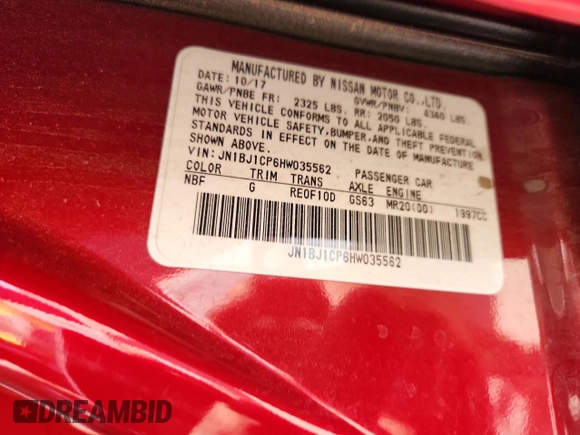 MANUFACTURED BY NISSAN MOTOR CO.,LTD.
DATE: 10/17 GVWR/PNBV: 4360 LBS.
GAWR/PNBE FR: 2325 LBS. RR: 2050 LBS.
THIS VEHICLE CONFORMS TO ALL APPLICABLE FEDERAL
MOTOR VEHICLE SAFETY,BUMPER,AND THEFT PREVENTION
STANDARDS IN EFFECT ON THE DATE OF MANUFACTURE
SHOWN ABOVE.
VIN: JN1BJ1CP6HW035562 PASSENGER CAR
COLOR TRIM TRANS AXLE ENGINE
NBF G RE0F10D GS63 MR20(DD) 1997CC
JN1BJ1CP6HW035562
DREAMBID